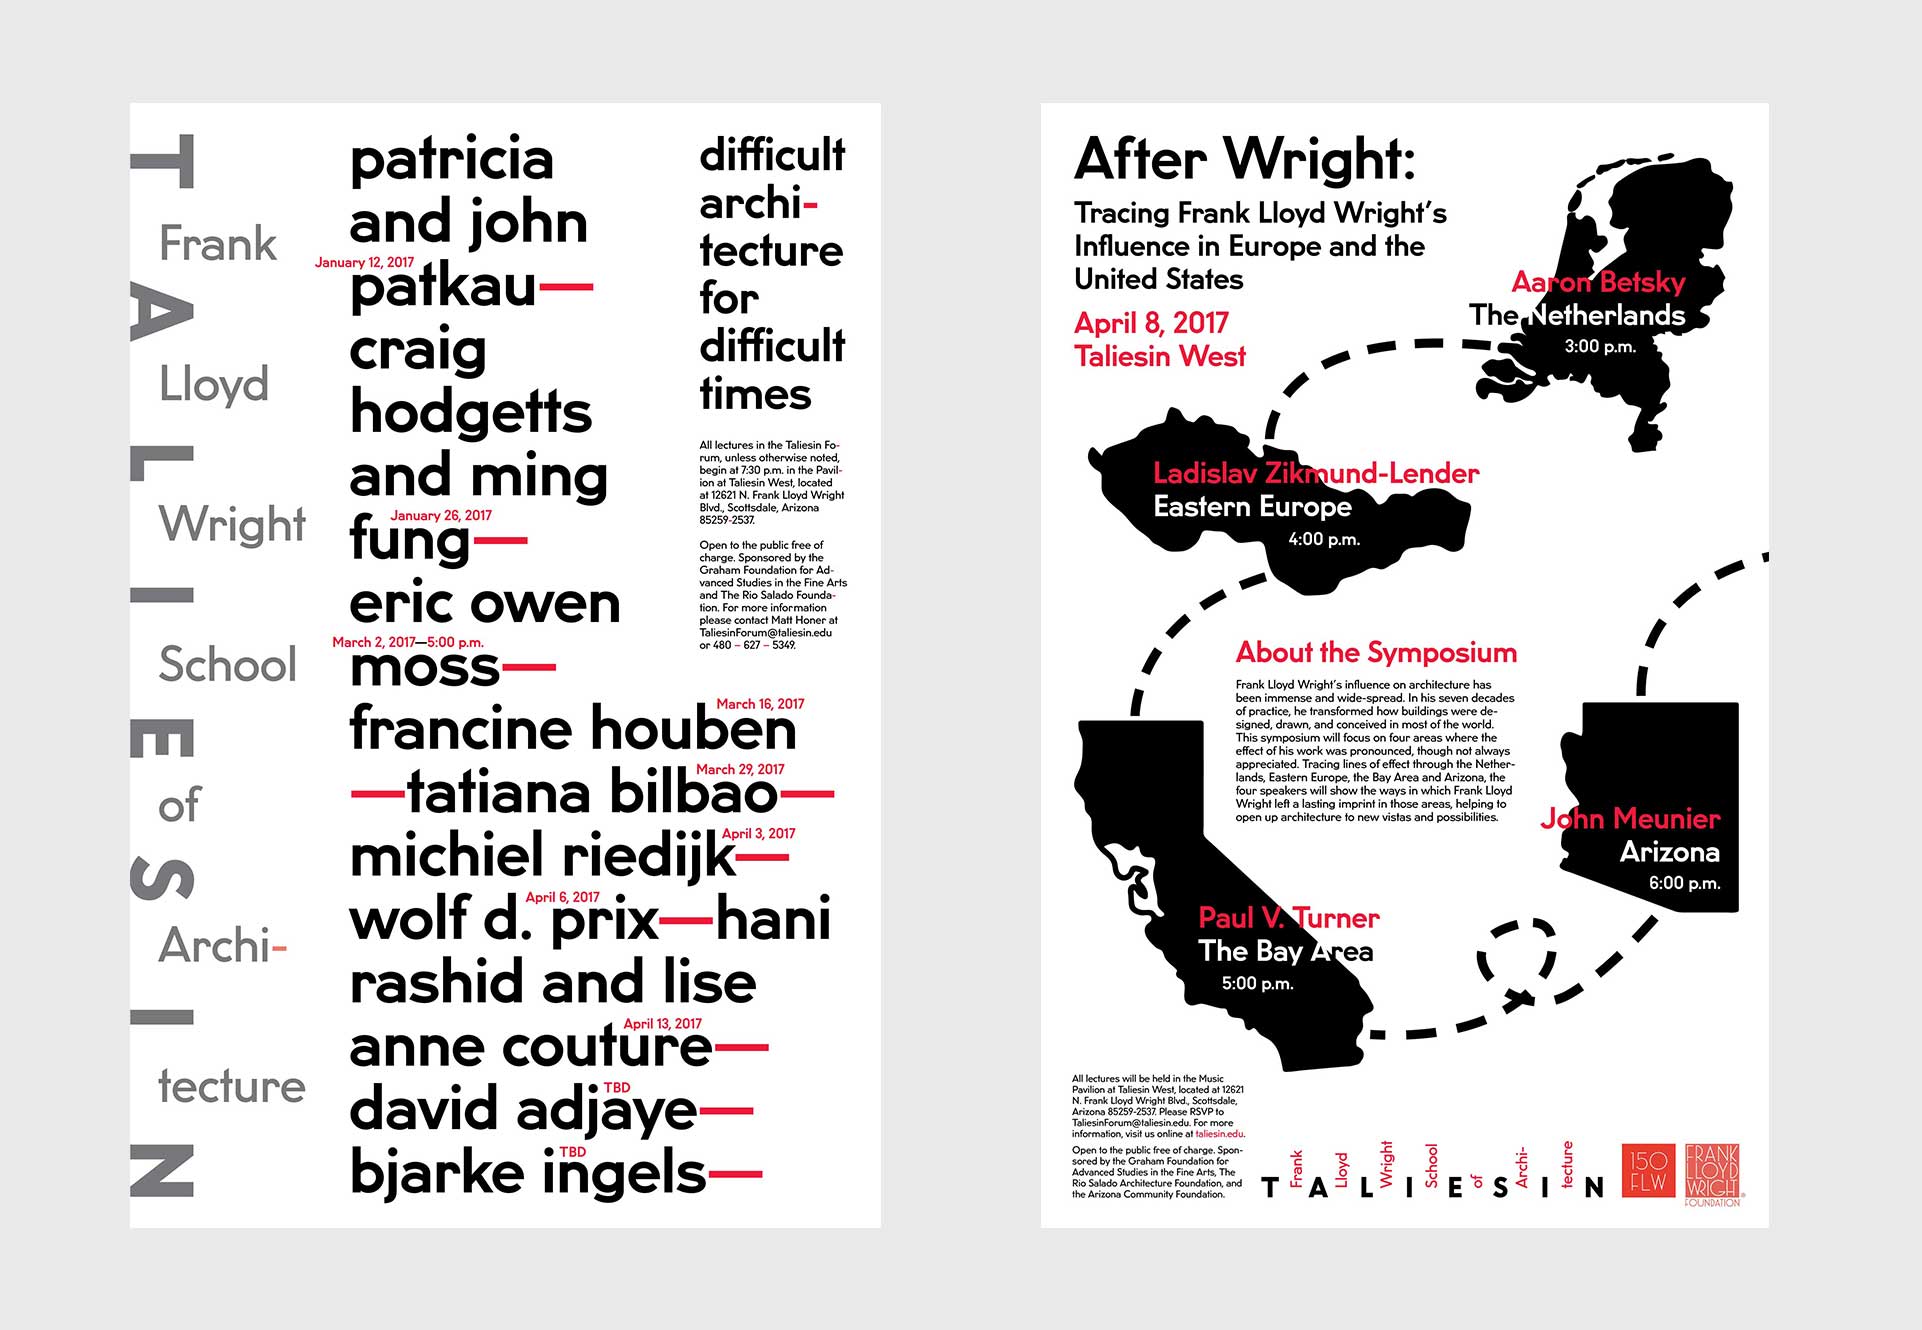 T
A
L
I
E
S
I
N
Frank
Lloyd
Wright
School
of
Archi-
tecture
patricia
and john
January 12, 2017
patkau—
craig
hodgetts
and ming
January 26, 2017
fung—
eric owen
March 2, 2017—5:00 p.m.
moss—
March 16, 2017
francine houben
March 29, 2017
—tatiana bilbao—
April 3, 2017
michiel riedijk—
April 6, 2017
wolf d. prix—hani
rashid and lise
April 13, 2017
anne couture—
TBD
david adjaye—
TBD
bjarke ingels—
difficult
archi-
tecture
for
difficult
times
All lectures in the Taliesin Fo-
rum, unless otherwise noted,
begin at 7:30 p.m. in the Pavil-
ion at Taliesin West, located
at 12621 N. Frank Lloyd Wright
Blvd., Scottsdale, Arizona
85259-2537.
Open to the public free of
charge. Sponsored by the
Graham Foundation for Ad-
vanced Studies in the Fine Arts
and The Rio Salado Founda-
tion. For more information
please contact Matt Honer at
TaliesinForum@taliesin.edu
or 480 – 627 – 5349.
After Wright:
Tracing Frank Lloyd Wright's
Influence in Europe and the
United States
April 8, 2017
Taliesin West
Aaron Betsky
The Netherlands
3:00 p.m.
Ladislav Zikmund-Lender
Eastern Europe
4:00 p.m.
About the Symposium
Frank Lloyd Wright's influence on architecture has
been immense and wide-spread. In his seven decades
of practice, he transformed how buildings were de-
signed, drawn, and conceived in most of the world.
This symposium will focus on four areas where the
effect of his work was pronounced, though not always
appreciated. Tracing lines of effect through the Nether-
lands, Eastern Europe, the Bay Area and Arizona, the
four speakers will show the ways in which Frank Lloyd
Wright left a lasting imprint in those areas, helping to
open up architecture to new vistas and possibilities.
John Meunier
Arizona
6:00 p.m.
Paul V. Turner
The Bay Area
5:00 p.m.
All lectures will be held in the Music
Pavilion at Taliesin West, located at 12621
N. Frank Lloyd Wright Blvd., Scottsdale,
Arizona 85259-2537. Please RSVP to
TaliesinForum@taliesin.edu. For more
information, visit us online at taliesin.edu.
Open to the public free of charge. Spon-
sored by the Graham Foundation for
Advanced Studies in the Fine Arts, The
Rio Salado Architecture Foundation, and
the Arizona Community Foundation.
Frank
Lloyd
Wright
School
of
Archi-
tecture
T A L I E S I N
150
FLW
FRANK
LLOYD
WRIGHT
FOUNDATION